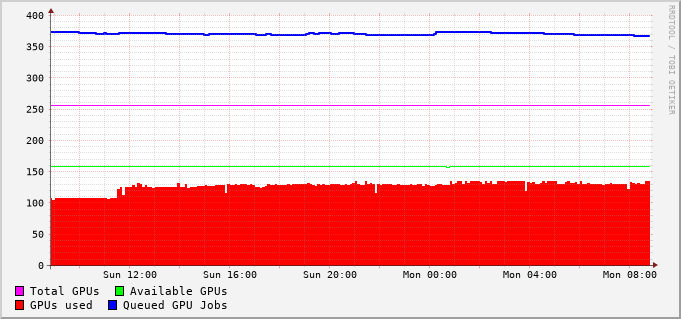 400
350
300
250
200
150
100
50
0
Sun 12:00 Sun 16:00 Sun 20:00 Mon 00:00 Mon 04:00 Mon 08:00
Total GPUs Available GPUs
GPUs used Queued GPU Jobs
RRDTOOL / TOBI OETIKER